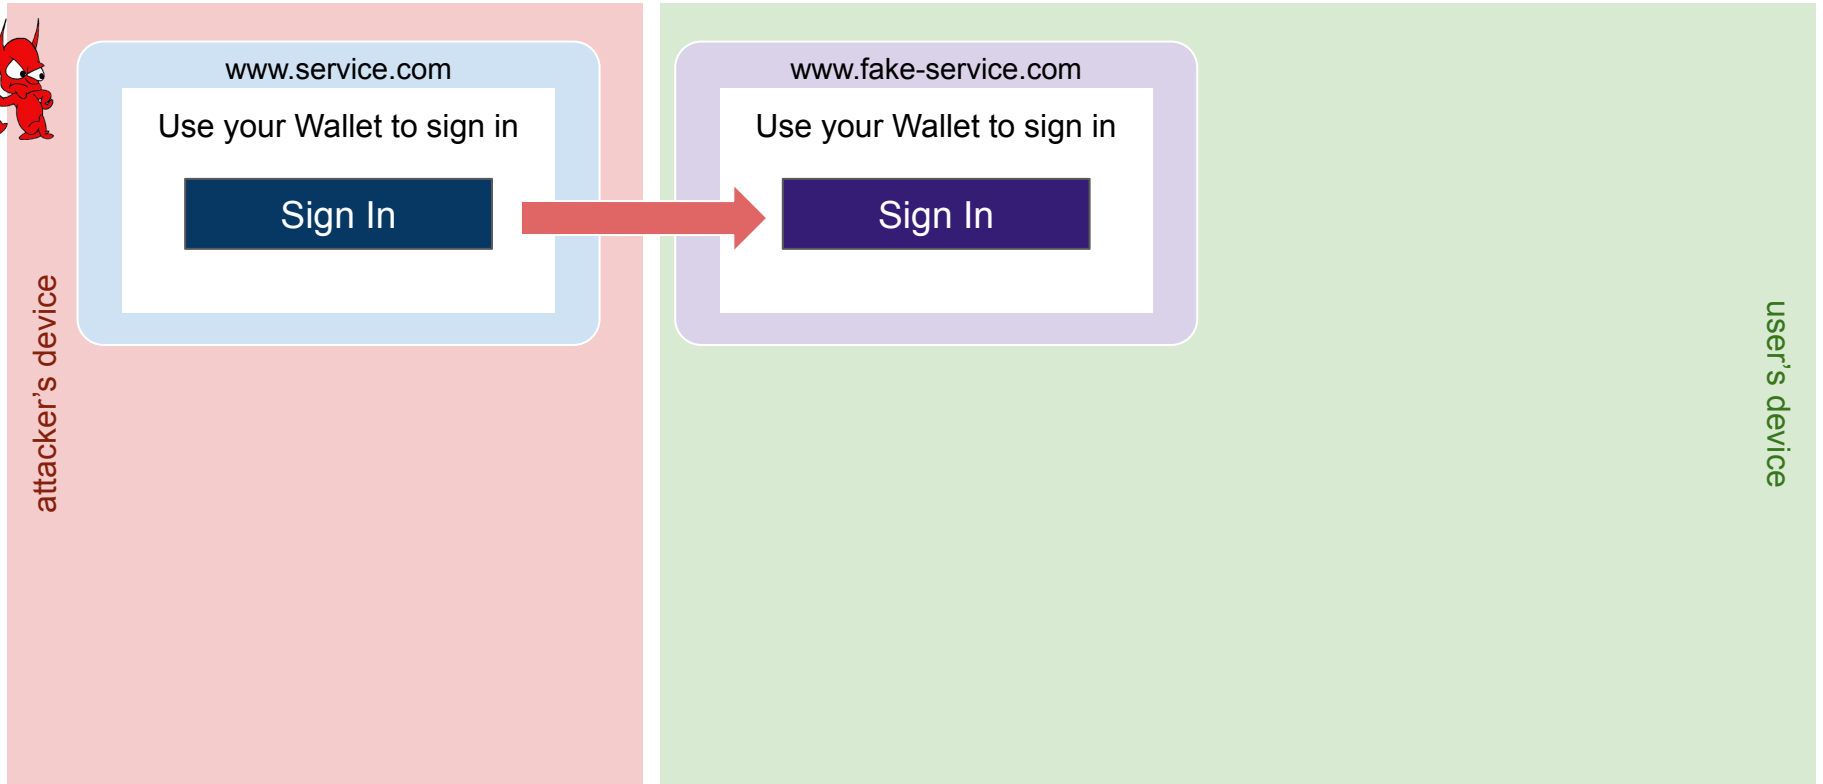 www.service.com
Use your Wallet to sign in
Sign In
attacker’s device
www.fake-service.com
Use your Wallet to sign in
Sign In
user’s device